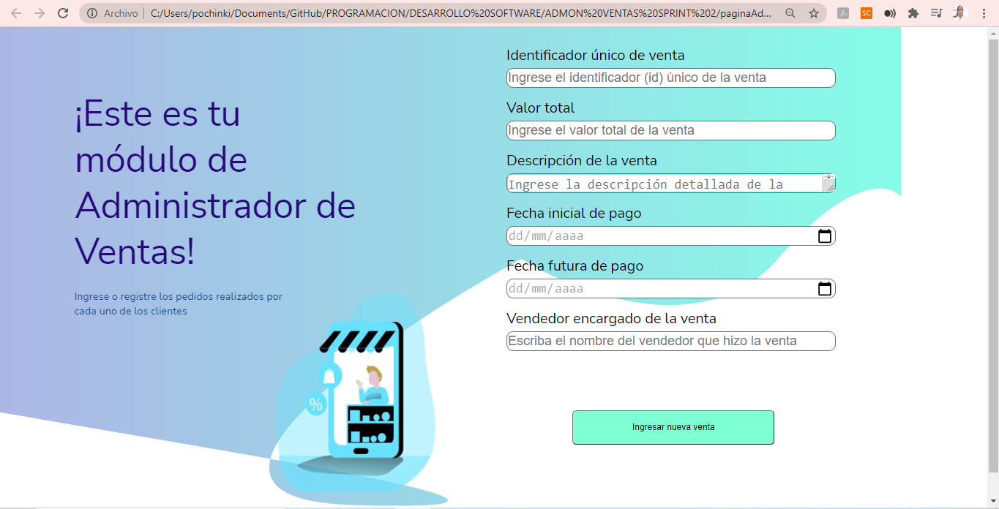 Archivo
C:/Users/pochinki/Documents/GitHub/PROGRAMACION/DESARROLLO%20SOFTWARE/ADMON%20VENTAS%20SPRINT%202/paginaAd...
SC
¡Este es tu
módulo de
Administrador de
Ventas!
Ingrese o registre los pedidos realizados por
cada uno de los clientes
%
Identificador único de venta
Ingrese el identificador (id) único de la venta
Valor total
Ingrese el valor total de la venta
Descripción de la venta
Ingrese la descripción detallada de la
Fecha inicial de pago
dd/mm/aaaa
Fecha futura de pago
dd/mm/aaaa
Vendedor encargado de la venta
Escriba el nombre del vendedor que hizo la venta
Ingresar nueva venta